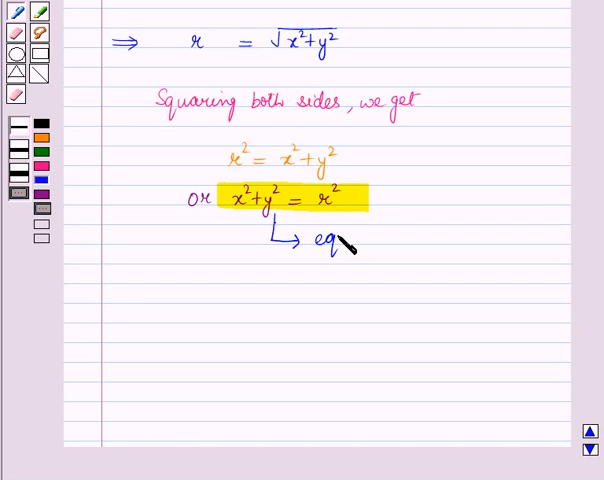 ⟹ r = √x²+y²
Squaring both sides, we get
r² = x²+y²
or x²+y² = r²
↳ eq